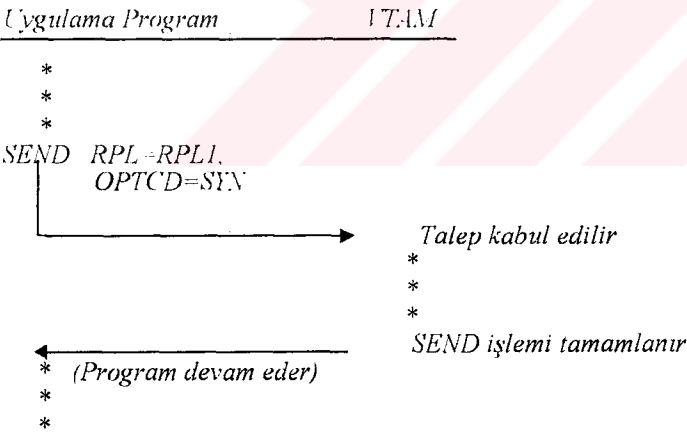 Uygulama Program VTAM
*
*
*
SEND RPL=RPL1,
OPTCD=SYN
Talep kabul edilir
*
*
*
SEND işlemi tamamlanır
* (Program devam eder)
*
*